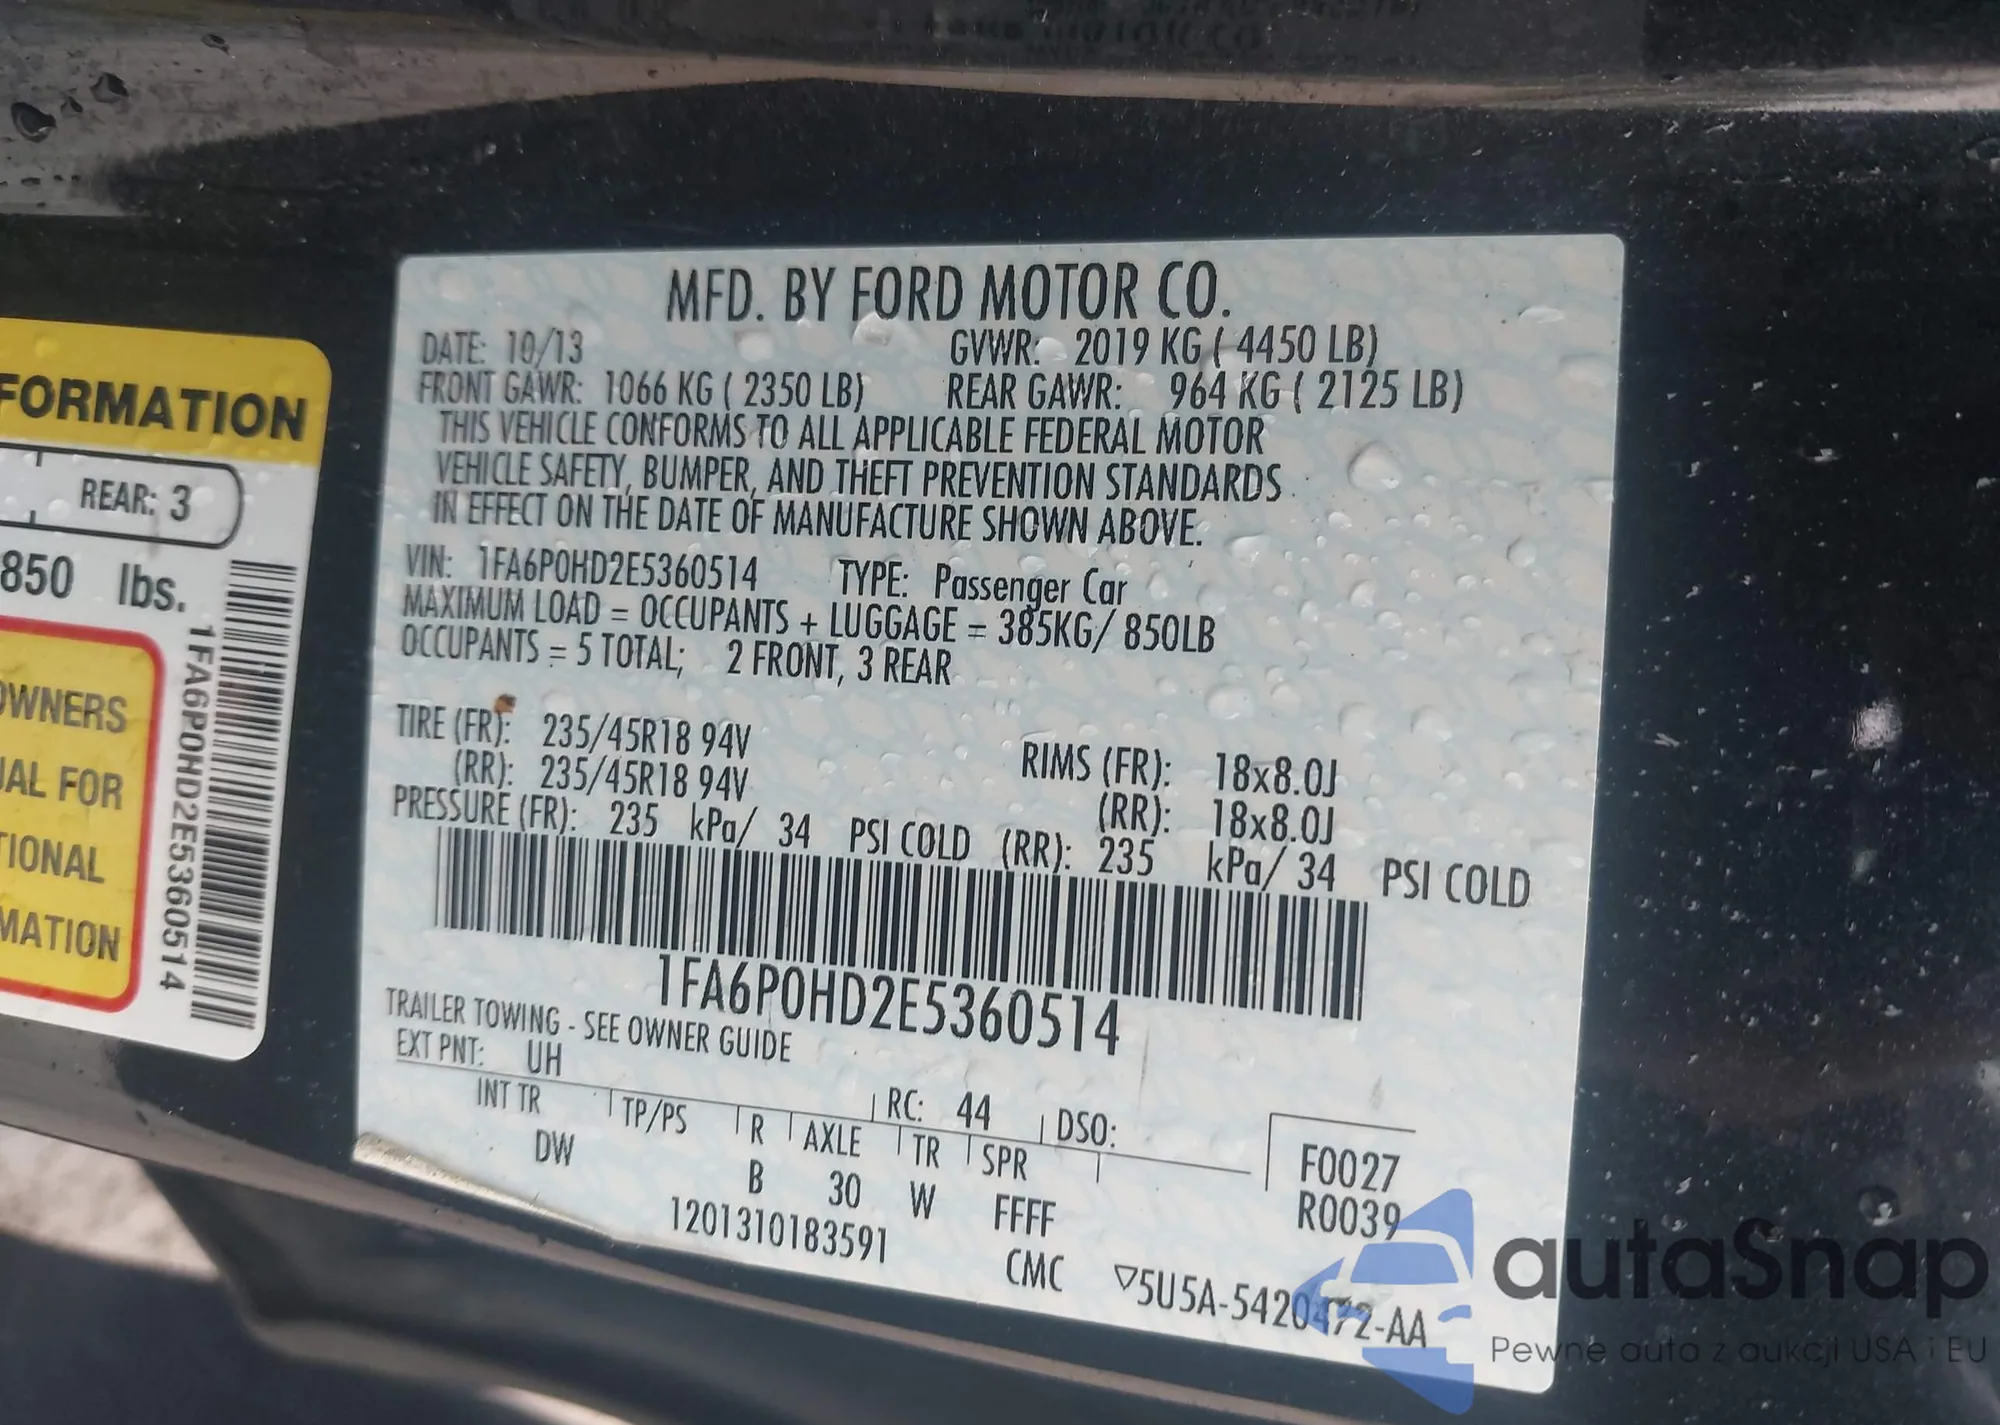 MFD. BY FORD MOTOR CO.
DATE: 10/13 GVWR: 2019 KG ( 4450 LB)
FRONT GAWR: 1066 KG ( 2350 LB) REAR GAWR: 964 KG ( 2125 LB)
THIS VEHICLE CONFORMS TO ALL APPLICABLE FEDERAL MOTOR
VEHICLE SAFETY, BUMPER, AND THEFT PREVENTION STANDARDS
IN EFFECT ON THE DATE OF MANUFACTURE SHOWN ABOVE.
VIN: 1FA6P0HD2E5360514 TYPE: Passenger Car
MAXIMUM LOAD = OCCUPANTS + LUGGAGE = 385KG/ 850LB
OCCUPANTS = 5 TOTAL; 2 FRONT, 3 REAR
TIRE (FR): 235/45R18 94V RIMS (FR): 18x8.0J
(RR): 235/45R18 94V (RR): 18x8.0J
PRESSURE (FR): 235 kPa/ 34 PSI COLD (RR): 235 kPa/ 34 PSI COLD
1FA6P0HD2E5360514
TRAILER TOWING - SEE OWNER GUIDE
EXT PNT: UH RC: 44 DSO:
INT TR TP/PS R AXLE TR SPR
DW B 30 W FFFF
F0027
R0039
1201310183591 CMC ▽5U5A-5420472-AA
FORMATION
REAR: 3
850 lbs.
OWNERS
UAL FOR
TIONAL
MATION
1FA6P0HD2E5360514
autaSnap
Pewne auta z aukcji USA i EU